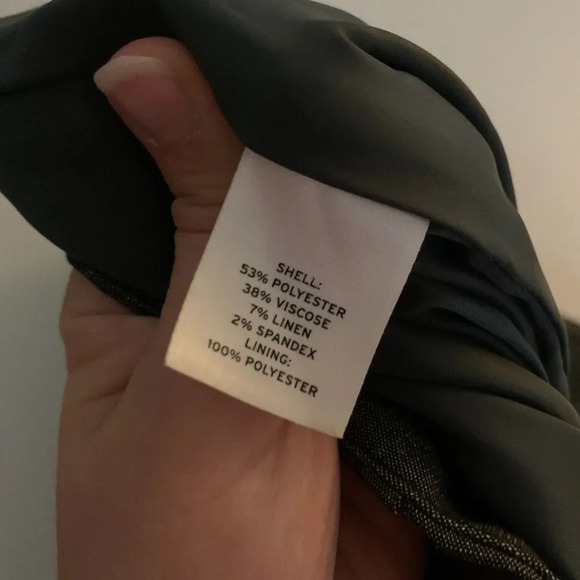 SHELL:
53% POLYESTER
38% VISCOSE
7% LINEN
2% SPANDEX
LINING:
100% POLYESTER